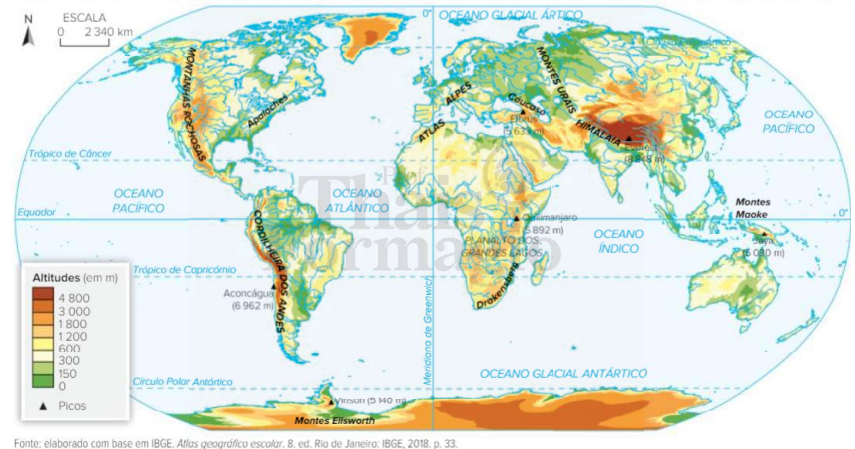 OCEANO GLACIAL ÁRTICO
0°
N
ESCALA
0 2 340 km
MONTANHAS ROCHOSAS
Apalaches
ALPES
ATLAS
Cáucaso
Elbrus
(5 633 m)
MONTES URAIS
HIMALAIA
Everest
(8 848 m)
OCEANO
PACÍFICO
Trópico de Câncer
OCEANO
PACÍFICO
OCEANO
ATLÂNTICO
Montes
Maoke
Equador
0°
Quilimanjaro
(5 892 m)
OCEANO
ÍNDICO
Jaya
(5 030 m)
PLANALTO DOS
GRANDES LAGOS
CORDILHEIRA DOS ANDES
Trópico de Capricórnio
Aconcágua
(6 962 m)
Drakensberg
Meridiano de Greenwich
Altitudes (em m)
4 800
3 000
1 800
1 200
600
300
150
0
Picos
OCEANO GLACIAL ANTÁRTICO
Círculo Polar Antártico
Vinson (5 140 m)
Montes Ellsworth
Fonte: elaborado com base em IBGE. Atlas geográfico escolar. 8. ed. Rio de Janeiro: IBGE, 2018. p. 33.